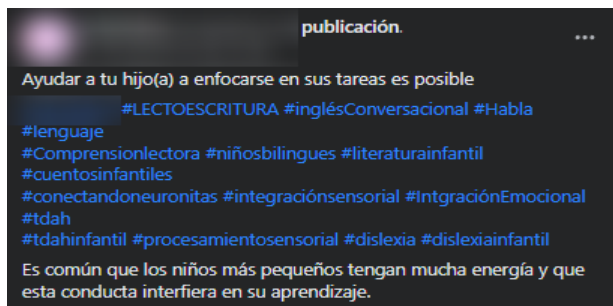 publicación.
Ayudar a tu hijo(a) a enfocarse en sus tareas es posible
#LECTOESCRITURA #inglésConversacional #Habla
#lenguaje
#Comprensionlectora #niñosbilingues #literaturainfantil
#cuentosinfantiles
#conectandoneuronitas #integraciónsensorial #IntgraciónEmocional
#tdah
#tdahinfantil #procesamientosensorial #dislexia #dislexiainfantil
Es común que los niños más pequeños tengan mucha energía y que
esta conducta interfiera en su aprendizaje.